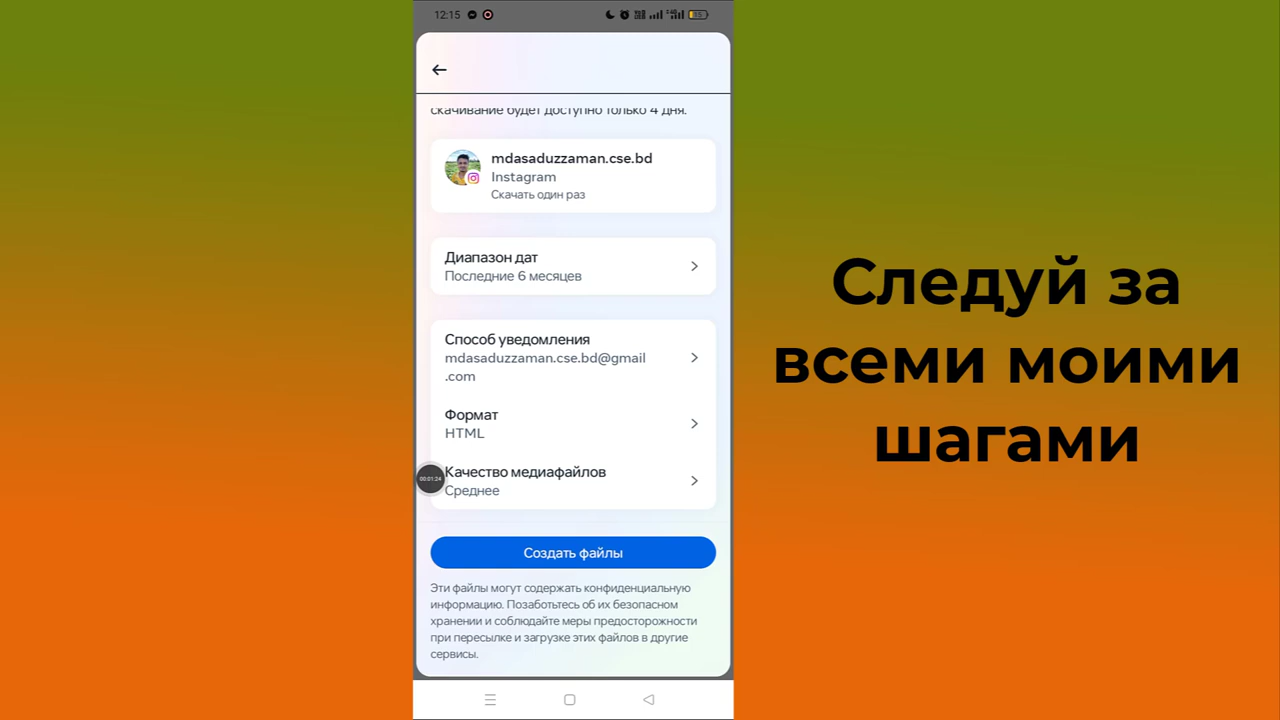 12:15
скачивание будет доступно только 4 дня.
mdasaduzzaman.cse.bd
Instagram
Скачать один раз
Диапазон дат
Последние 6 месяцев
Способ уведомления
mdasaduzzaman.cse.bd@gmail
.com
Формат
HTML
00:01:24
Качество медиафайлов
Среднее
Создать файлы
Эти файлы могут содержать конфиденциальную
информацию. Позаботьтесь об их безопасном
хранении и соблюдайте меры предосторожности
при пересылке и загрузке этих файлов в другие
сервисы.
Следуй за
всеми моими
шагами